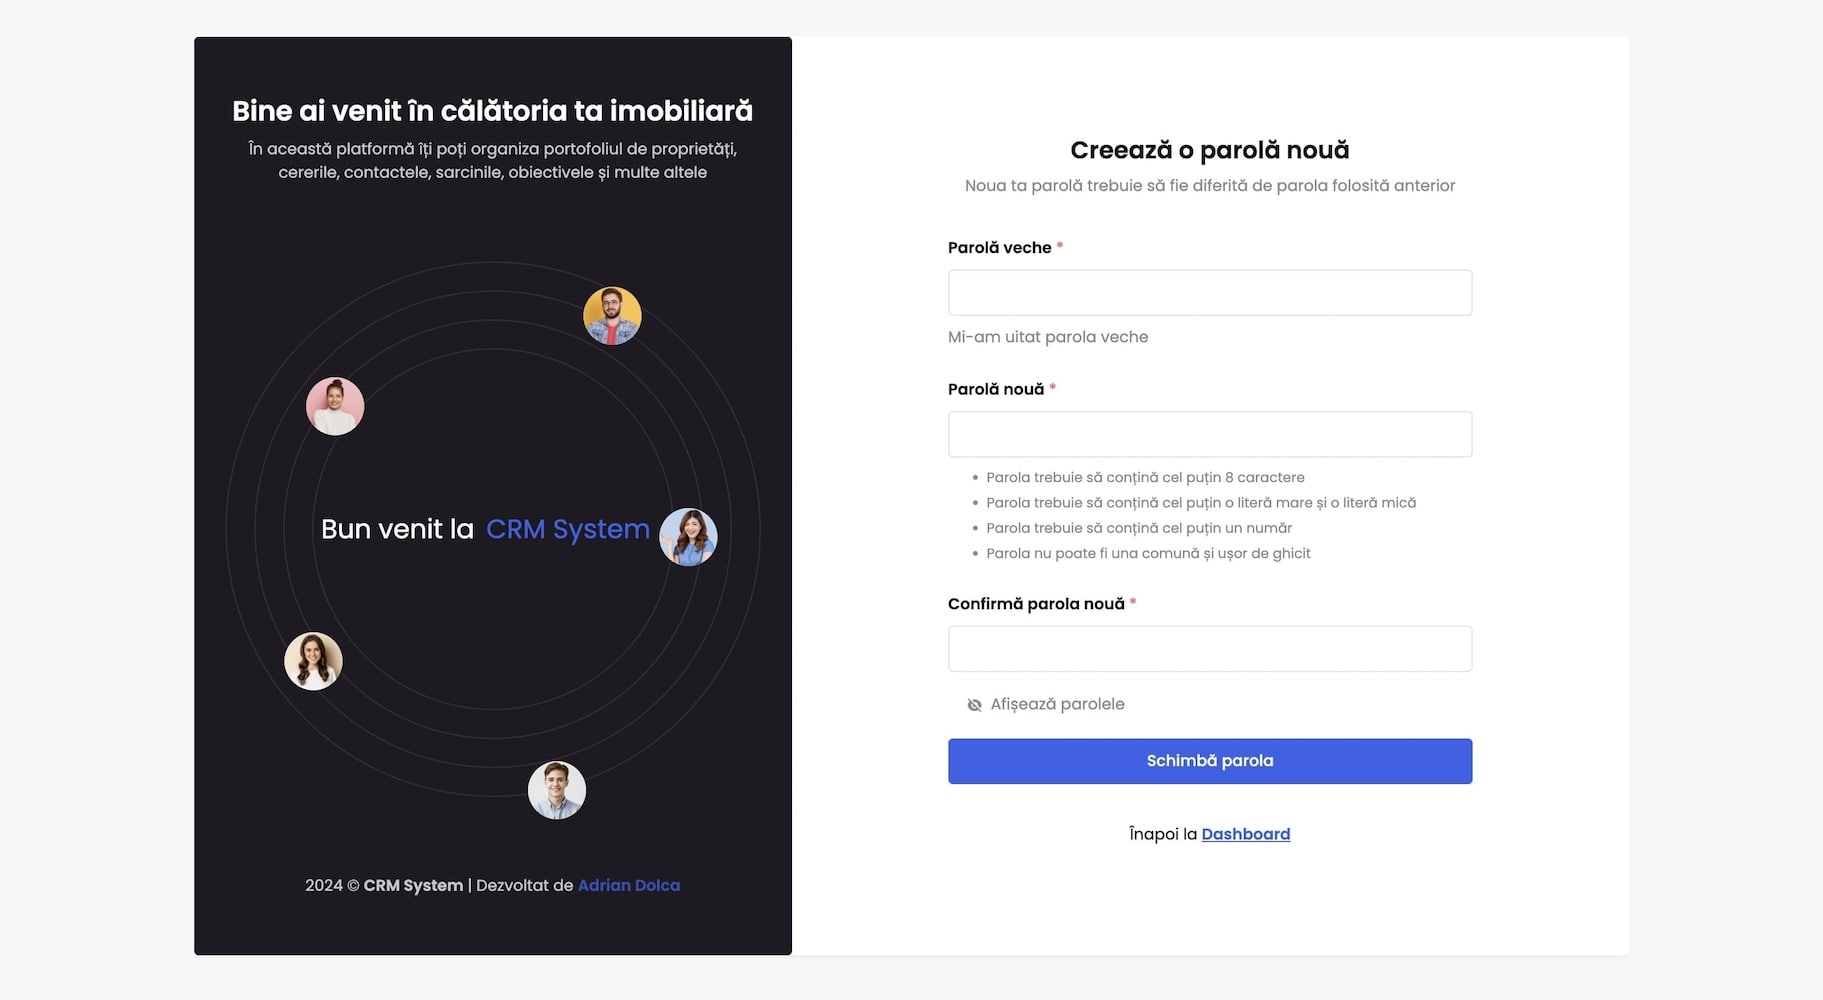 Bine ai venit în călătoria ta imobiliară
În această platformă îți poți organiza portofoliul de proprietăți,
cererile, contactele, sarcinile, obiectivele și multe altele
Bun venit la CRM System
2024 © CRM System | Dezvoltat de Adrian Dolca
Creează o parolă nouă
Noua ta parolă trebuie să fie diferită de parola folosită anterior
Parolă veche *
Mi-am uitat parola veche
Parolă nouă *
• Parola trebuie să conțină cel puțin 8 caractere
• Parola trebuie să conțină cel puțin o literă mare și o literă mică
• Parola trebuie să conțină cel puțin un număr
• Parola nu poate fi una comună și ușor de ghicit
Confirmă parola nouă *
Afișează parolele
Schimbă parola
Înapoi la Dashboard